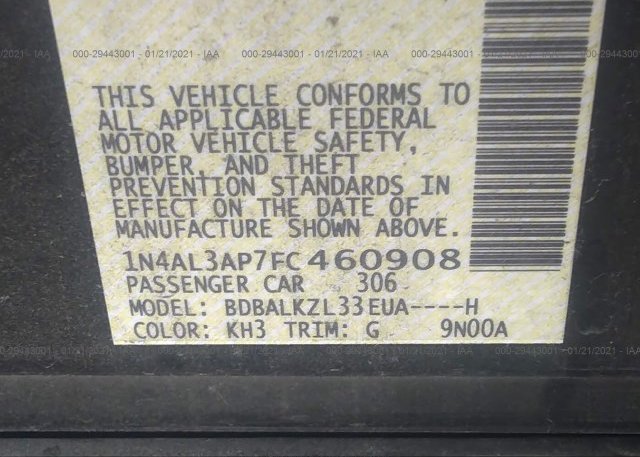 000-29443001 - 01/21/2021 - IAA 000-29443001 - 01/21/2021 - IAA 000-29443001 - 01/21/2021 - IAA
THIS VEHICLE CONFORMS TO
ALL APPLICABLE FEDERAL
MOTOR VEHICLE SAFETY,
BUMPER, AND THEFT
PREVENTION STANDARDS IN
EFFECT ON THE DATE OF
MANUFACTURE SHOWN ABOVE.
1N4AL3AP7FC460908
PASSENGER CAR 306
MODEL: BDBALKZL33EUA----H
COLOR: KH3 TRIM: G 9N00A
000-29443001 - 01/21/2021 - IAA